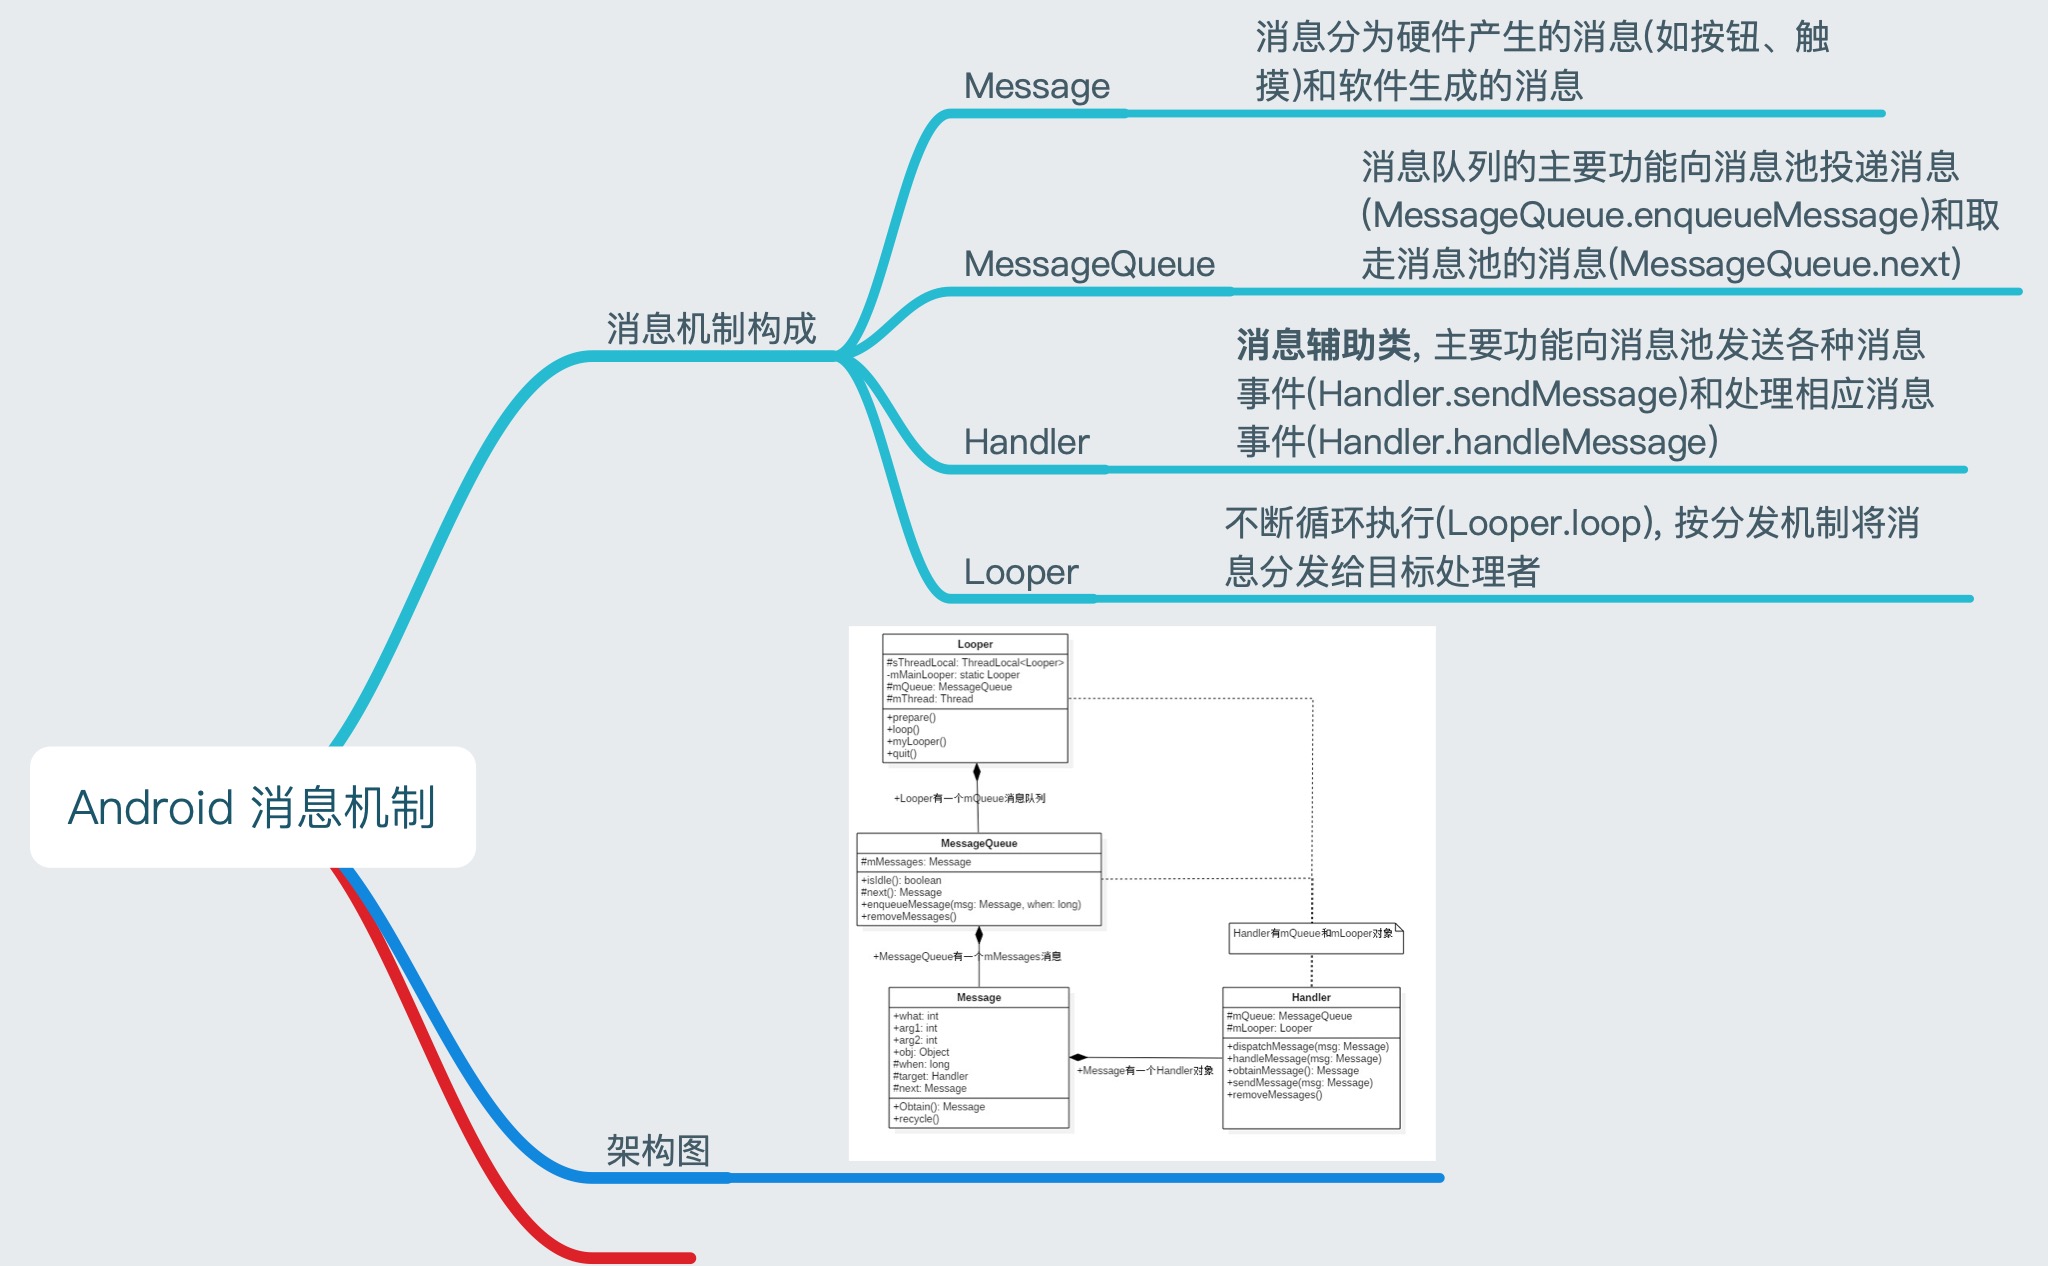 Android 消息机制
消息机制构成
Message
消息分为硬件产生的消息(如按钮、触
摸)和软件生成的消息
MessageQueue
消息队列的主要功能向消息池投递消息
(MessageQueue.enqueueMessage)和取
走消息池的消息(MessageQueue.next)
Handler
消息辅助类, 主要功能向消息池发送各种消息
事件(Handler.sendMessage)和处理相应消息
事件(Handler.handleMessage)
Looper
不断循环执行(Looper.loop), 按分发机制将消
息分发给目标处理者
架构图
Looper
#sThreadLocal: ThreadLocal<Looper>
-mMainLooper: static Looper
#mQueue: MessageQueue
#mThread: Thread
+prepare()
+loop()
+myLooper()
+quit()
+Looper有一个mQueue消息队列
MessageQueue
#mMessages: Message
+isIdle(): boolean
#next(): Message
+enqueueMessage(msg: Message, when: long)
+removeMessages()
+MessageQueue有一个mMessages消息
Handler有mQueue和mLooper对象
Message
+what: int
+arg1: int
+arg2: int
+obj: Object
#when: long
#target: Handler
#next: Message
+Obtain(): Message
+recycle()
+Message有一个Handler对象
Handler
#mQueue: MessageQueue
#mLooper: Looper
+dispatchMessage(msg: Message)
+handleMessage(msg: Message)
+obtainMessage(): Message
+sendMessage(msg: Message)
+removeMessages()